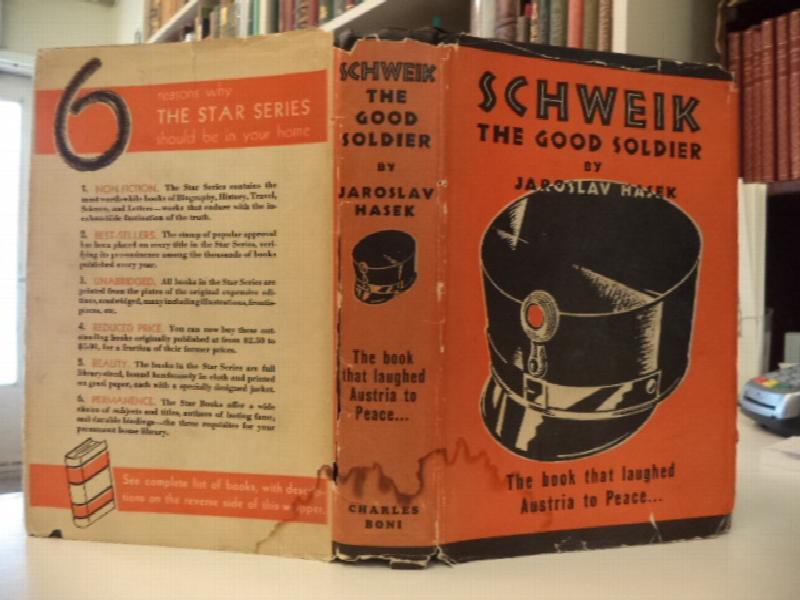 6
reasons why
THE STAR SERIES
should be in your home
1. NON-FICTION. The Star Series contains the
most worthwhile books of Biography, History, Travel,
Science, and Letters—works that endure with the in-
exhaustible fascination of the truth.
2. BEST-SELLERS. The stamp of popular approval
has been placed on every title in the Star Series, veri-
fying its pre-eminence among the thousands of books
published every year.
3. UNABRIDGED. All books in the Star Series are
printed from the plates of the original expensive edi-
tions, unabridged, many including illustrations, frontis-
pieces, etc.
4. REDUCED PRICE. You can now buy these out-
standing books originally published at from $2.50 to
$5.00, for a fraction of their former prices.
5. BEAUTY. The books in the Star Series are full
library sized, bound handsomely in cloth and printed
on good paper, each with a specially designed jacket.
6. PERMANENCE. The Star Books offer a wide
choice of subjects and titles, authors of lasting fame,
and durable bindings—the three requisites for your
permanent home library.
See complete list of books, with descrip-
tions on the reverse side of this wrapper.
SCHWEIK
THE
GOOD
SOLDIER
BY
JAROSLAV
HASEK
The book
that laughed
Austria to
Peace...
CHARLES
BONI
SCHWEIK
THE GOOD SOLDIER
BY
JAROSLAV HASEK
The book that laughed
Austria to Peace...